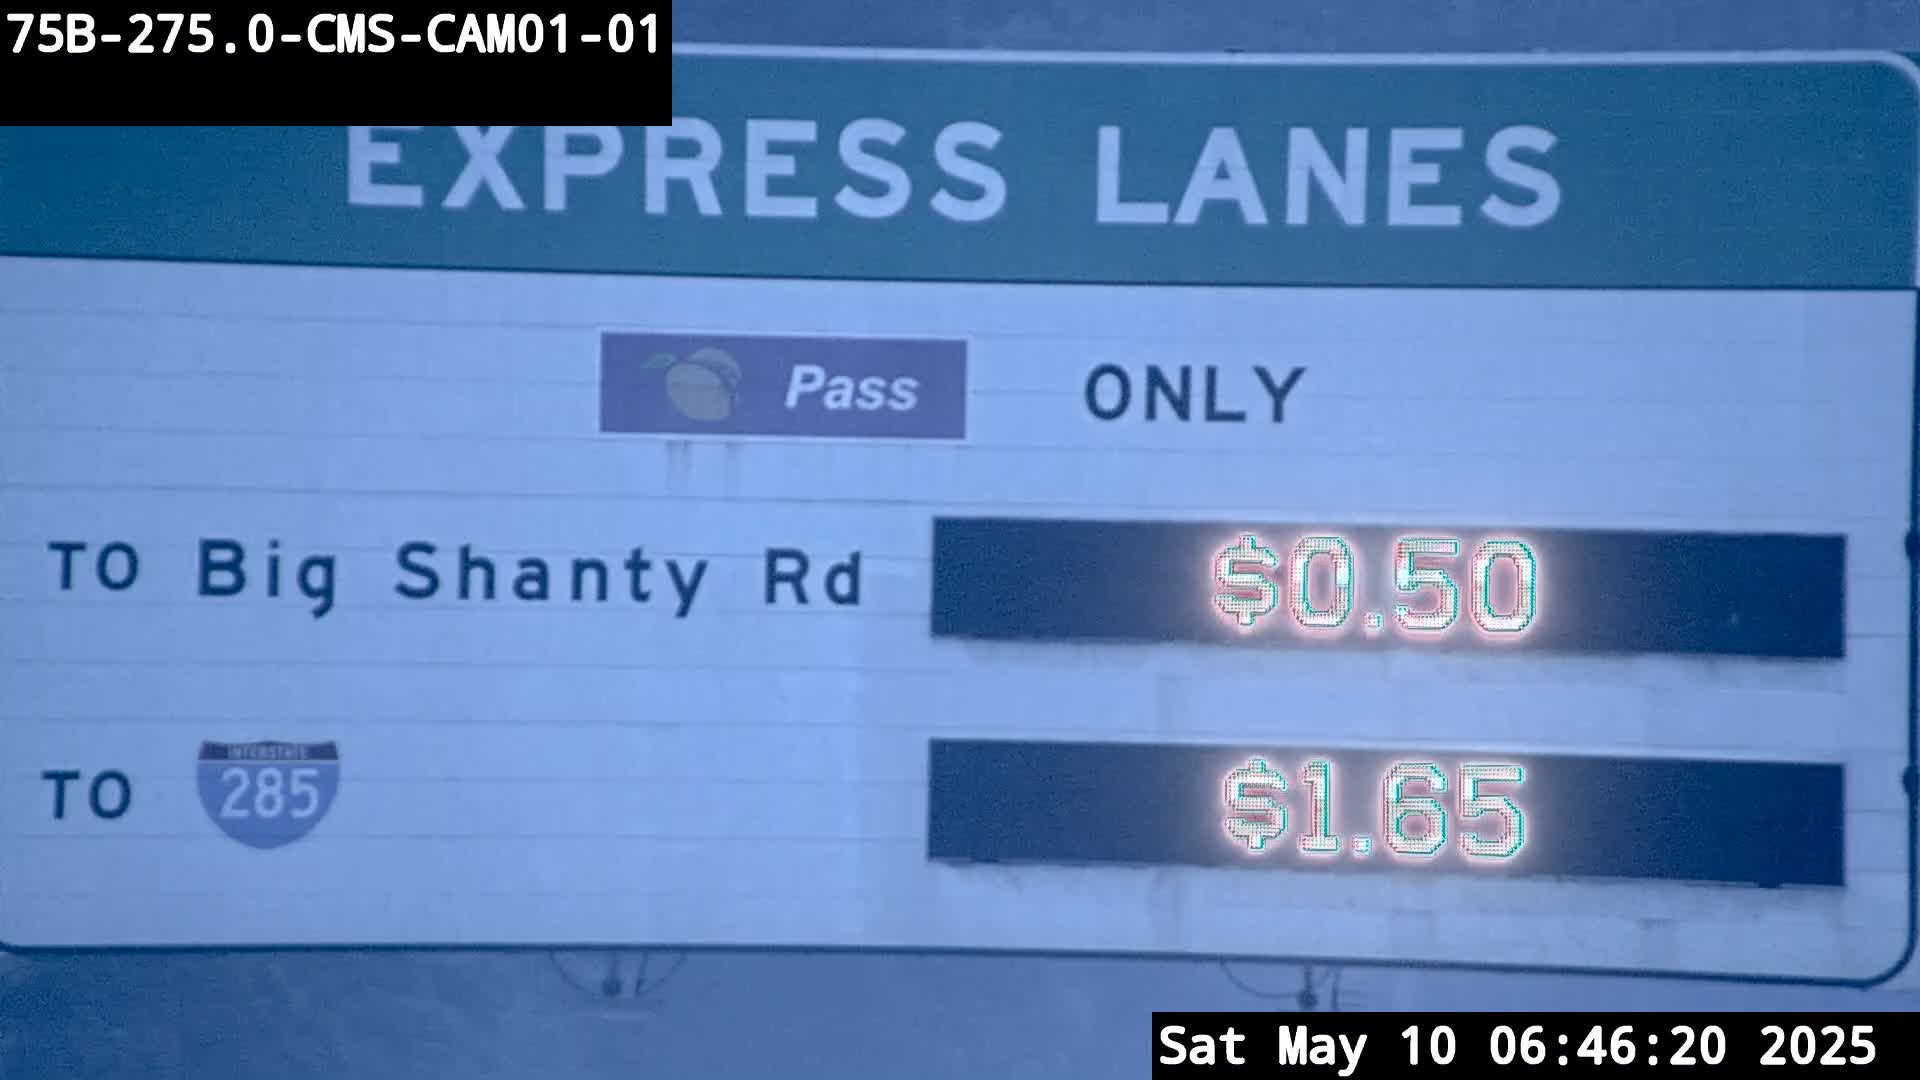 75B-275.0-CMS-CAM01-01
EXPRESS LANES
Pass ONLY
TO Big Shanty Rd $0.50
TO INTERSTATE 285 $1.65
Sat May 10 06:46:20 2025